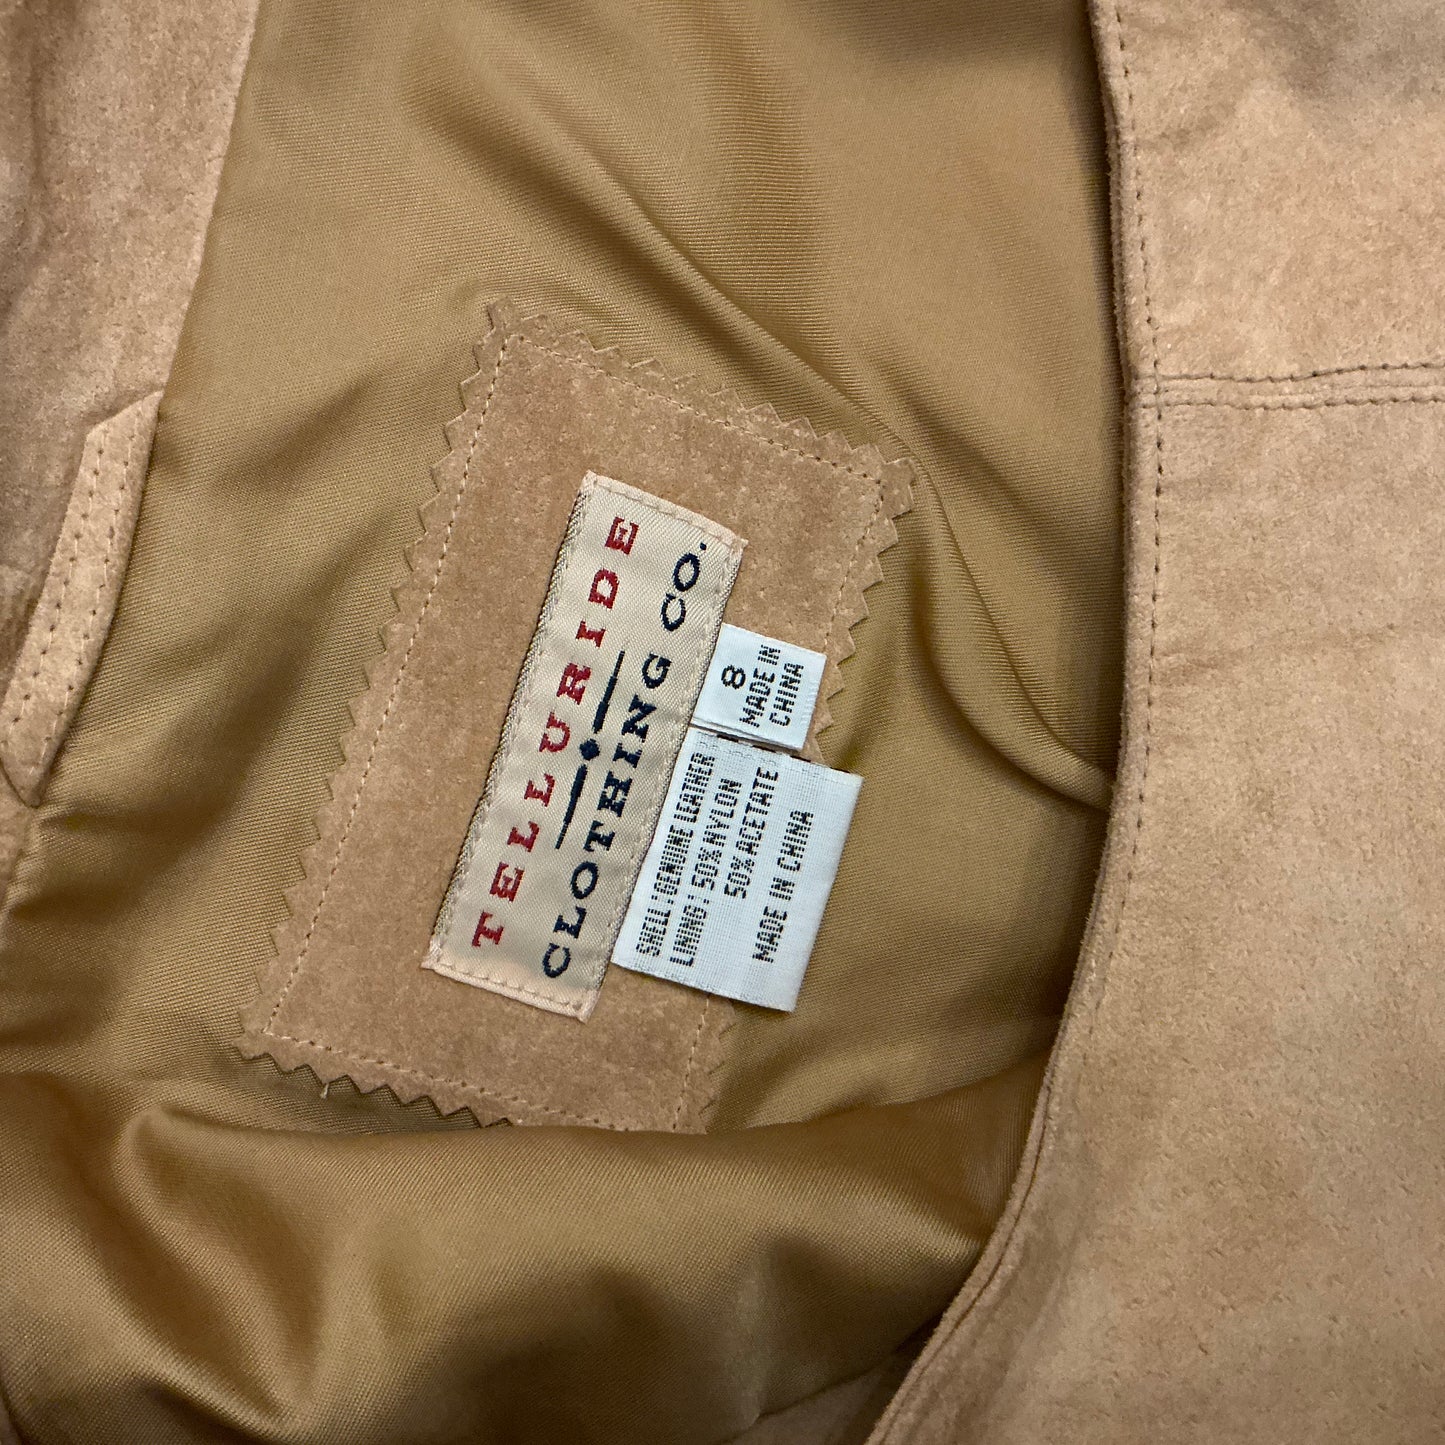 TELLURIDE
CLOTHING CO.
8
MADE IN
CHINA
SHELL : GENUINE LEATHER
LINING : 50% NYLON
50% ACETATE
MADE IN CHINA